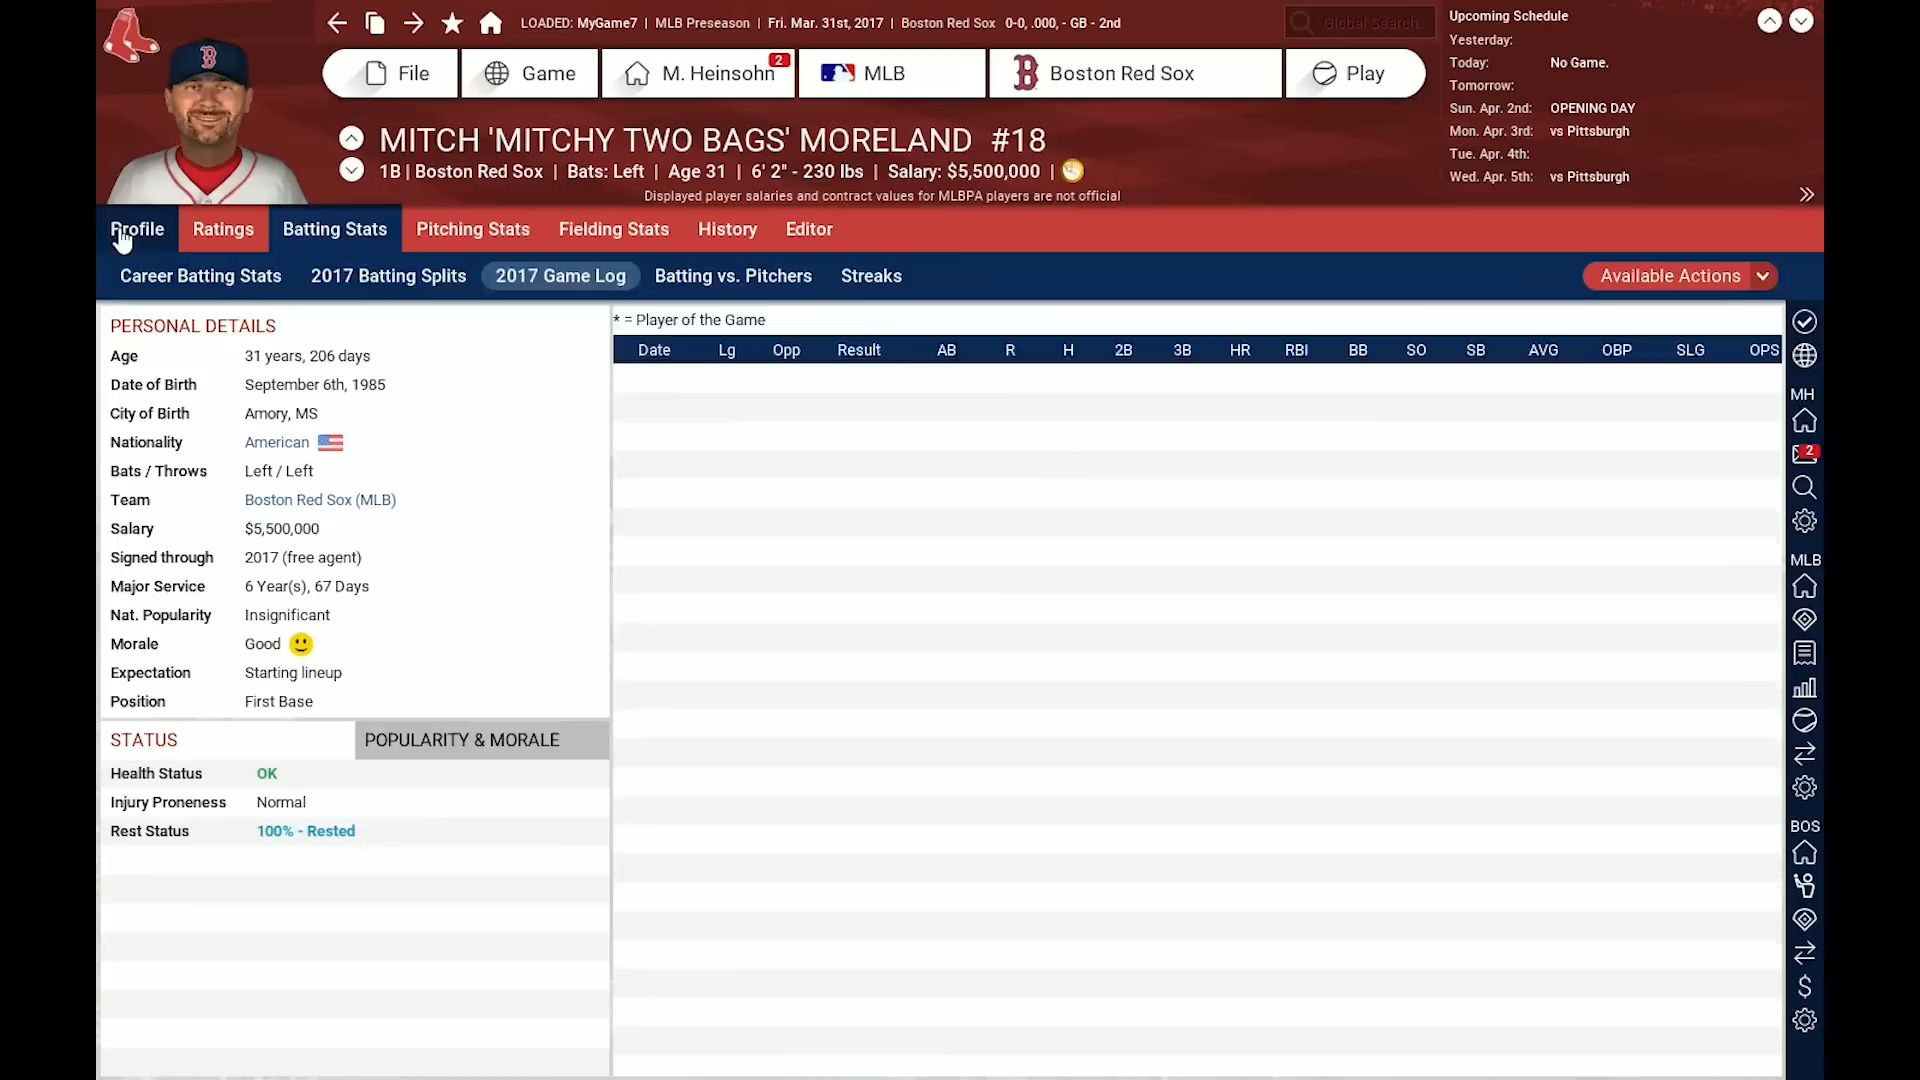 LOADED: MyGame7 | MLB Preseason | Fri. Mar. 31st, 2017 | Boston Red Sox 0-0, .000, - GB - 2nd
Global Search...
Upcoming Schedule
Yesterday:
Today: No Game.
Tomorrow:
Sun. Apr. 2nd: OPENING DAY
Mon. Apr. 3rd: vs Pittsburgh
Tue. Apr. 4th:
Wed. Apr. 5th: vs Pittsburgh
File Game M. Heinsohn 2 MLB B Boston Red Sox Play
B
MITCH 'MITCHY TWO BAGS' MORELAND #18
1B | Boston Red Sox | Bats: Left | Age 31 | 6' 2" - 230 lbs | Salary: $5,500,000 |
Displayed player salaries and contract values for MLBPA players are not official
Profile Ratings Batting Stats Pitching Stats Fielding Stats History Editor
Career Batting Stats 2017 Batting Splits 2017 Game Log Batting vs. Pitchers Streaks Available Actions
PERSONAL DETAILS
Age 31 years, 206 days
Date of Birth September 6th, 1985
City of Birth Amory, MS
Nationality American
Bats / Throws Left / Left
Team Boston Red Sox (MLB)
Salary $5,500,000
Signed through 2017 (free agent)
Major Service 6 Year(s), 67 Days
Nat. Popularity Insignificant
Morale Good
Expectation Starting lineup
Position First Base
STATUS POPULARITY & MORALE
Health Status OK
Injury Proneness Normal
Rest Status 100% - Rested
* = Player of the Game
Date Lg Opp Result AB R H 2B 3B HR RBI BB SO SB AVG OBP SLG OPS
MH
2
MLB
BOS
$